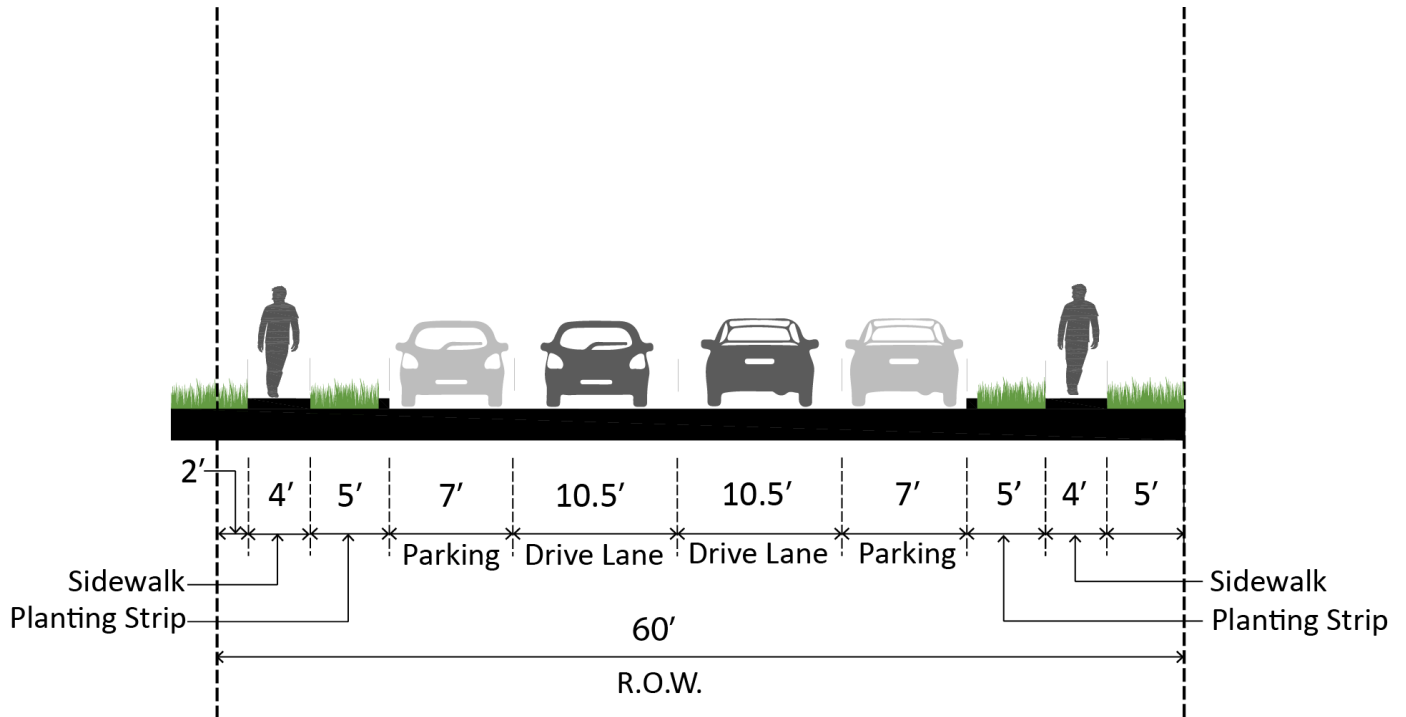 2′
4′ 5′ 7′ 10.5′ 10.5′ 7′ 5′ 4′ 5′
Parking Drive Lane Drive Lane Parking
Sidewalk Sidewalk
Planting Strip Planting Strip
60′
R.O.W.